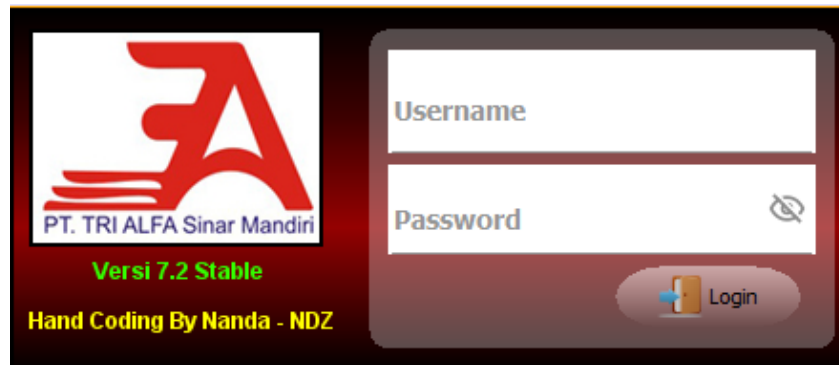 PT. TRI ALFA Sinar Mandiri
Versi 7.2 Stable
Hand Coding By Nanda - NDZ
Username
Password
Login